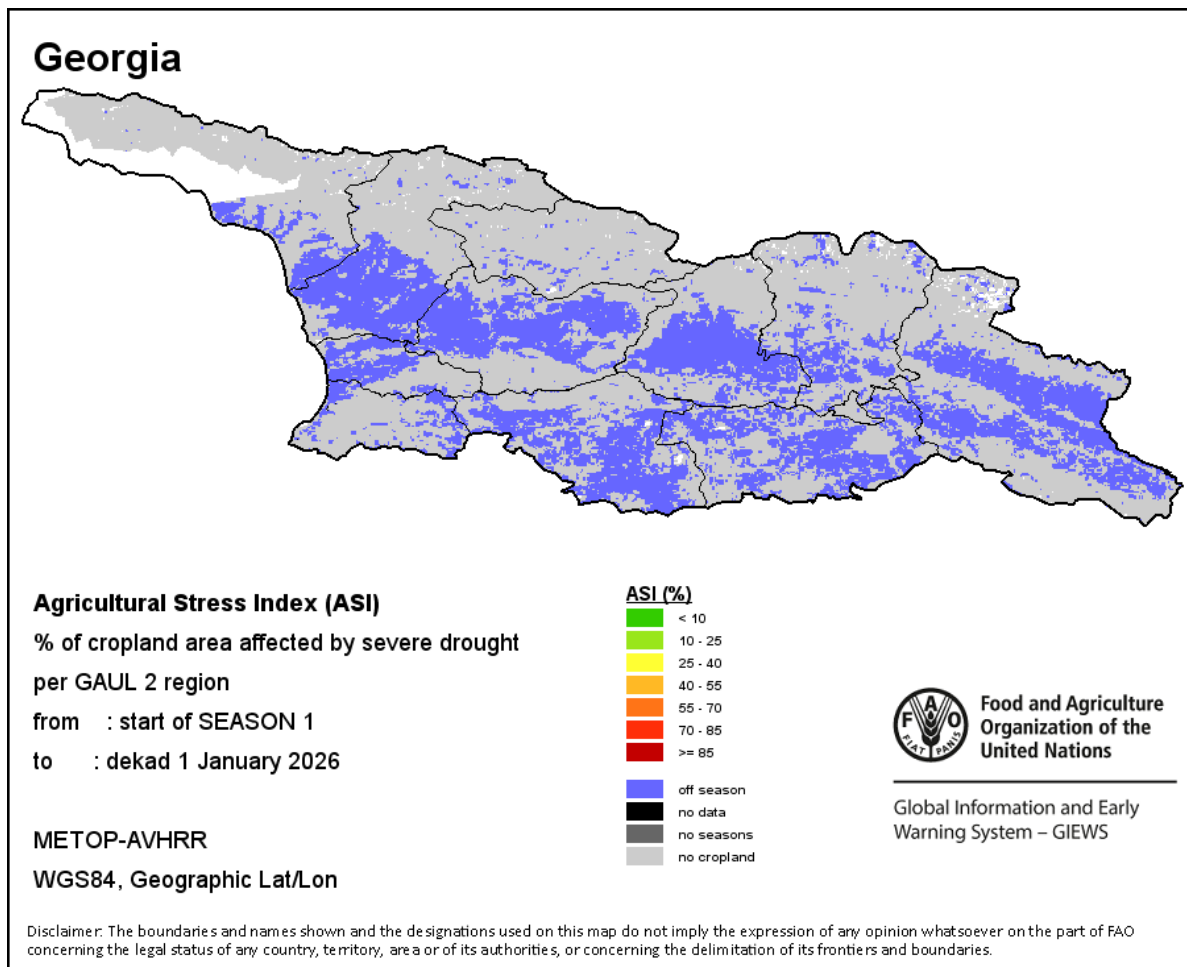 Georgia
Agricultural Stress Index (ASI)
% of cropland area affected by severe drought
per GAUL 2 region
from : start of SEASON 1
to : dekad 1 January 2026
METOP-AVHRR
WGS84, Geographic Lat/Lon
ASI (%)
< 10
10 - 25
25 - 40
40 - 55
55 - 70
70 - 85
>= 85
off season
no data
no seasons
no cropland
F A O
FIAT PANIS
Food and Agriculture
Organization of the
United Nations
Global Information and Early
Warning System – GIEWS
Disclaimer: The boundaries and names shown and the designations used on this map do not imply the expression of any opinion whatsoever on the part of FAO
concerning the legal status of any country, territory, area or of its authorities, or concerning the delimitation of its frontiers and boundaries.